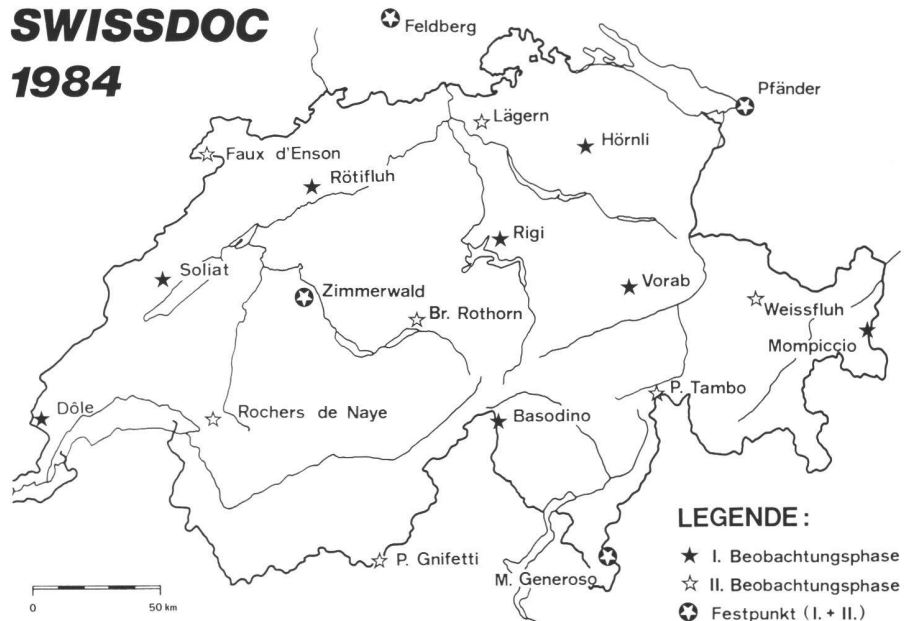 SWISSDOC
1984
Feldberg
Pfänder
Lägern
Hörnli
Faux d'Enson
Rötifluh
Rigi
Soliat
Vorab
Zimmerwald
Weissfluh
Br. Rothorn
Mompiccio
P. Tambo
Dôle
Rochers de Naye
Basodino
P. Gnifetti
M. Generoso
LEGENDE:
I. Beobachtungsphase
II. Beobachtungsphase
Festpunkt (I. + II.)
0 50 km